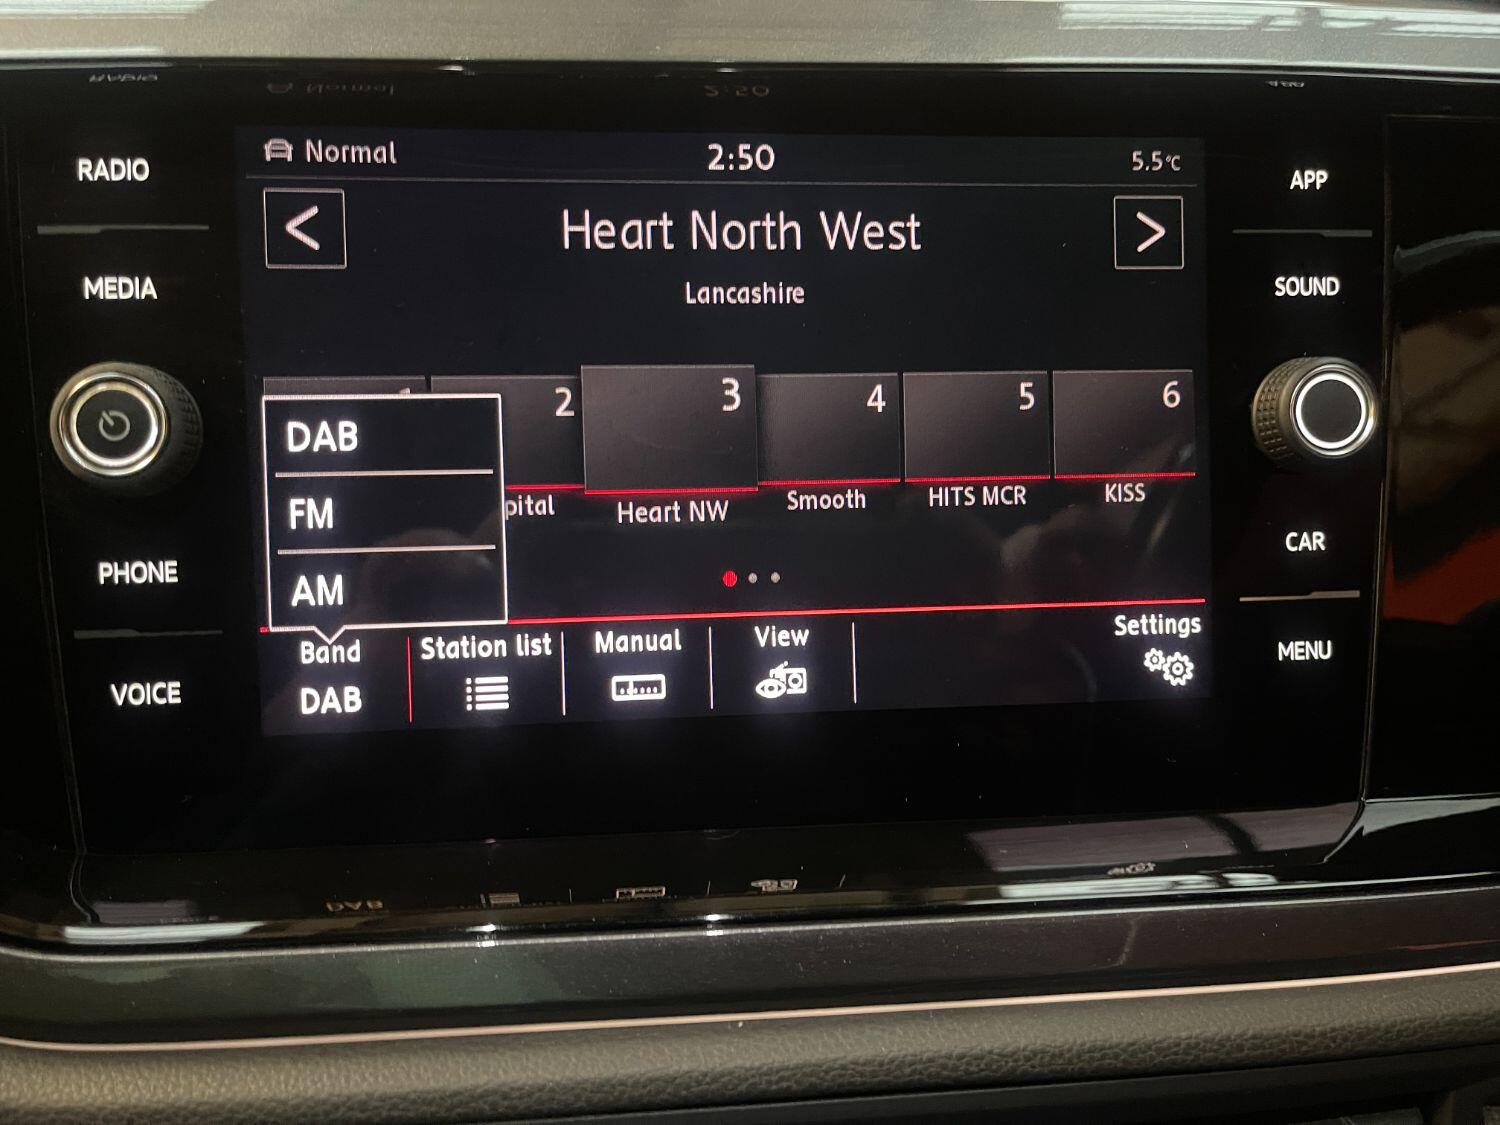 RADIO
MEDIA
PHONE
VOICE
Normal
2:50
5.5°C
<
Heart North West
>
Lancashire
2
3
4
5
6
pital
Heart NW
Smooth
HITS MCR
KISS
DAB
FM
AM
Band
DAB
Station list
Manual
View
Settings
APP
SOUND
CAR
MENU